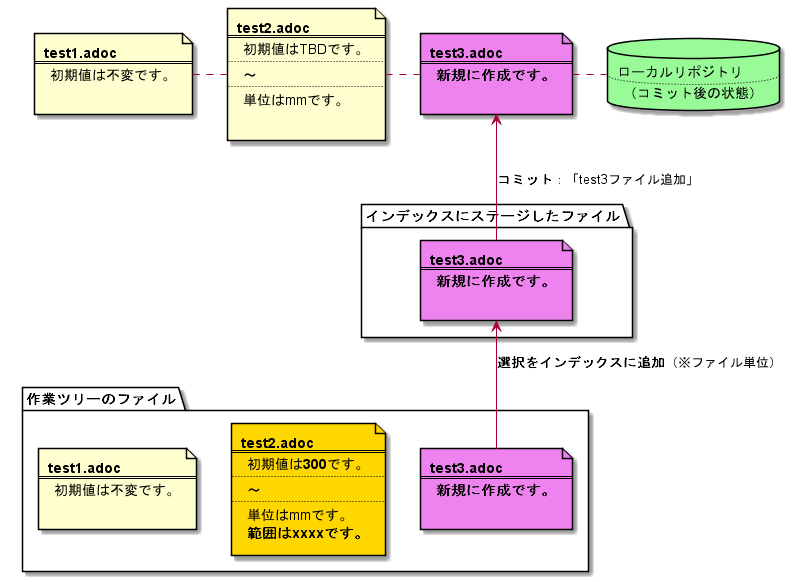 test1.adoc
初期値は不変です。
test2.adoc
初期値はTBDです。
～
単位はmmです。
test3.adoc
新規に作成です。
ローカルリポジトリ
（コミット後の状態）
コミット：「test3ファイル追加」
インデックスにステージしたファイル
test3.adoc
新規に作成です。
選択をインデックスに追加（※ファイル単位）
作業ツリーのファイル
test1.adoc
初期値は不変です。
test2.adoc
初期値は300です。
～
単位はmmです。
範囲はxxxxです。
test3.adoc
新規に作成です。